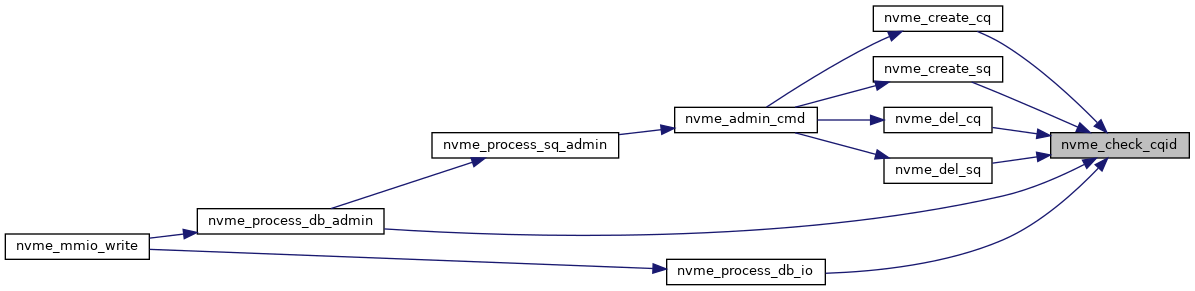 nvme_create_cq
nvme_create_sq
nvme_admin_cmd
nvme_del_cq
nvme_process_sq_admin
nvme_check_cqid
nvme_del_sq
nvme_process_db_admin
nvme_mmio_write
nvme_process_db_io